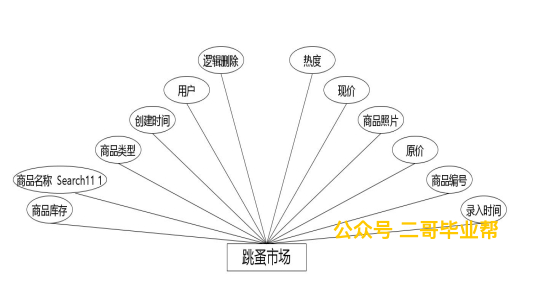 逻辑删除 热度
用户 现价
创建时间 商品照片
商品类型 原价
商品名称 Search11 1 商品编号
商品库存 录入时间
公众号 二哥毕业帮
跳蚤市场